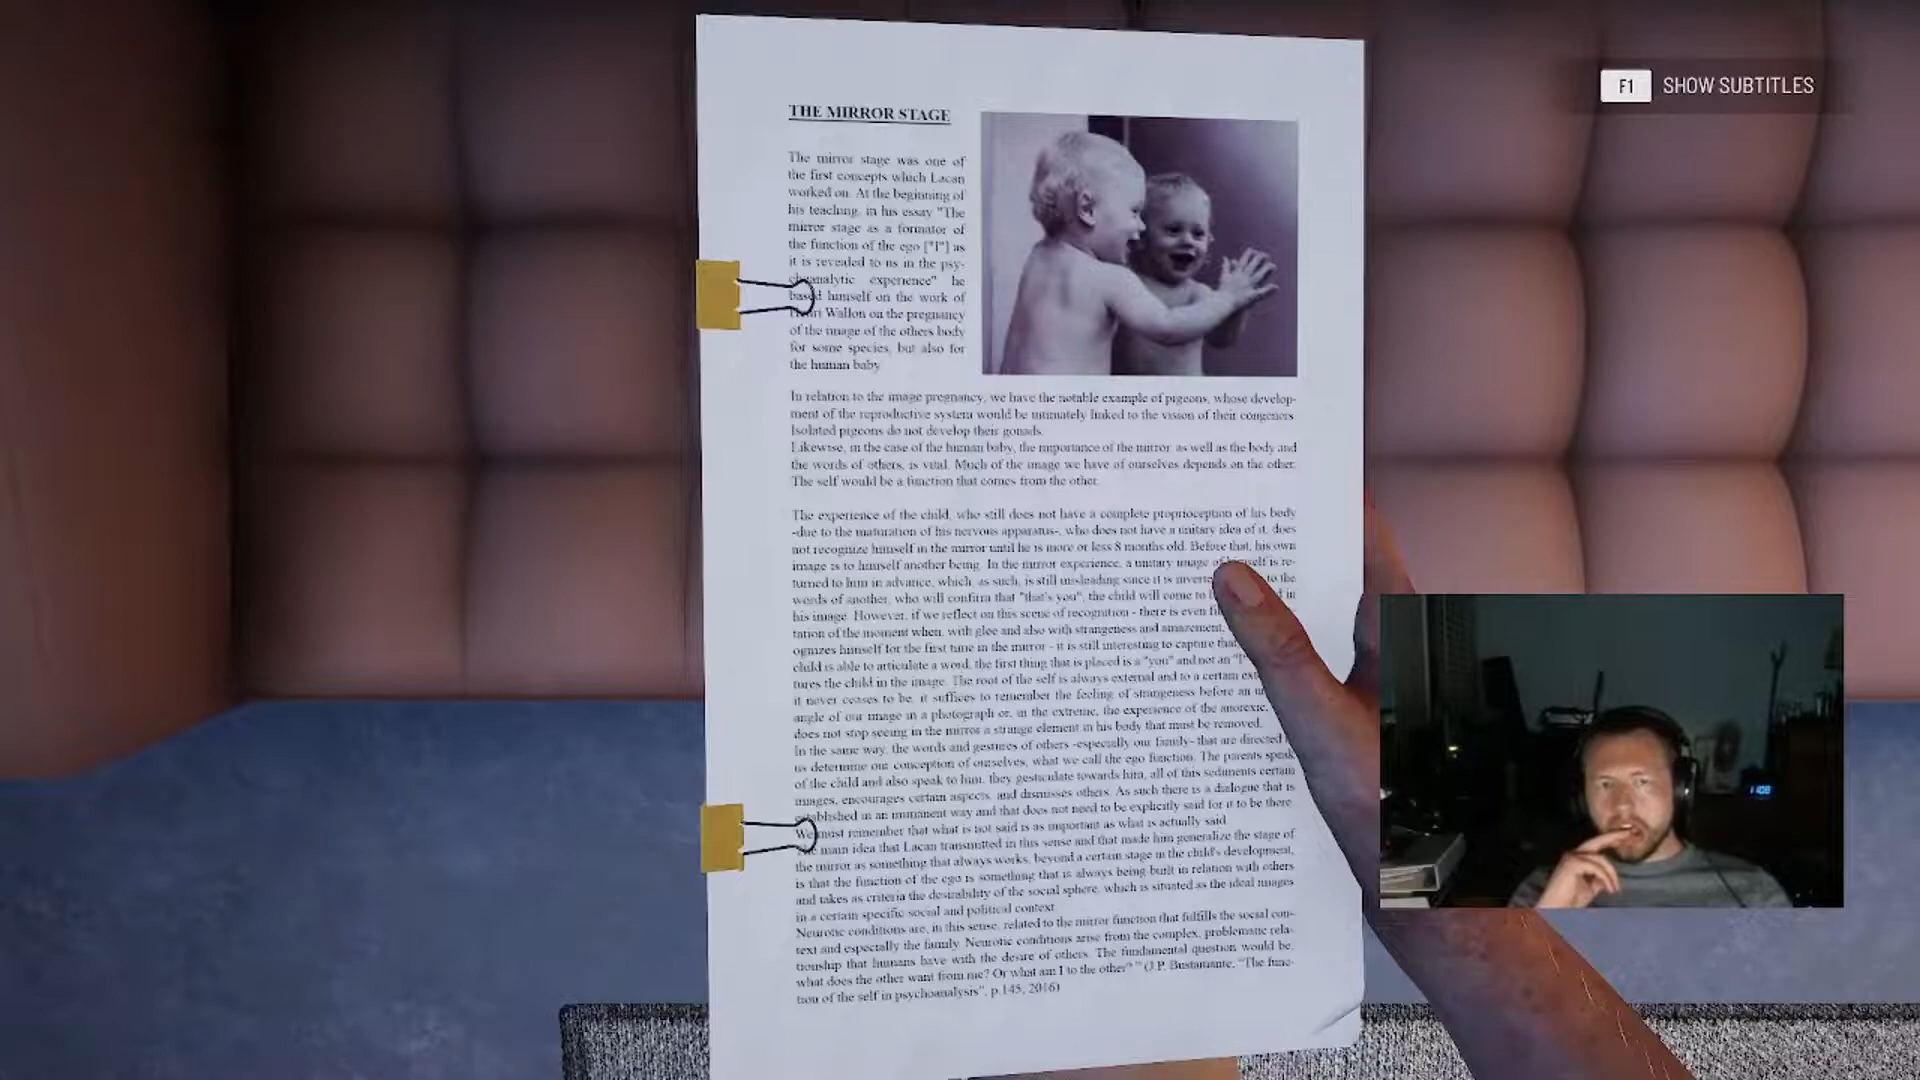 F1 SHOW SUBTITLES
THE MIRROR STAGE
The mirror stage was one of
the first concepts which Lacan
worked on. At the beginning of
his teaching, in his essay "The
mirror stage as a formator of
the function of the ego ["I"] as
it is revealed to us in the psy-
choanalytic experience" he
based himself on the work of
Henri Wallon on the pregnancy
of the image of the others body
for some species, but also for
the human baby
In relation to the image pregnancy, we have the notable example of pigeons, whose develop-
ment of the reproductive system would be intimately linked to the vision of their congeners.
Isolated pigeons do not develop their gonads.
Likewise, in the case of the human baby, the importance of the mirror, as well as the body and
the words of others, is vital. Much of the image we have of ourselves depends on the other.
The self would be a function that comes from the other.
The experience of the child, who still does not have a complete proprioception of his body
-due to the maturation of his nervous apparatus-, who does not have a unitary idea of it, does
not recognize himself in the mirror until he is more or less 8 months old. Before that, his own
image is to himself another being. In the mirror experience, a unitary image of himself is re-
turned to him in advance, which, as such, is still misleading since it is to the
words of another, who will confirm that "that's you", the child will come to in
his image. However, if we reflect on this scene of recognition - there is even
tation of the moment when, with glee and also with strangeness and amazement,
ognizes himself for the first time in the mirror - it is still interesting to capture that
child is able to articulate a word, the first thing that is placed is a "you" and not an "I"
tures the child in the image. The root of the self is always external and to a certain
it never ceases to be, it suffices to remember the feeling of strangeness before an
angle of our image in a photograph or, in the extreme, the experience of the anorexic,
does not stop seeing in the mirror a strange element in his body that must be removed.
In the same way, the words and gestures of others -especially our family- that are directed
us determine our conception of ourselves, what we call the ego function. The parents speak
of the child and also speak to him, they gesticulate towards him, all of this sediments certain
images, encourages certain aspects, and dismisses others. As such there is a dialogue that is
established in an immanent way and that does not need to be explicitly said for it to be there.
We must remember that what is not said is as important as what is actually said.
The main idea that Lacan transmitted in this sense and that made him generalize the stage of
the mirror as something that always works, beyond a certain stage in the child's development,
is that the function of the ego is something that is always being built in relation with others
and takes as criteria the desirability of the social sphere, which is situated as the ideal images
in a certain specific social and political context.
Neurotic conditions are, in this sense, related to the mirror function that fulfills the social con-
text and especially the family. Neurotic conditions arise from the complex, problematic rela-
tionship that humans have with the desire of others. The fundamental question would be,
what does the other want from me? Or what am I to the other? " (J.P. Bustamante, "The func-
tion of the self in psychoanalysis", p.145, 2016)